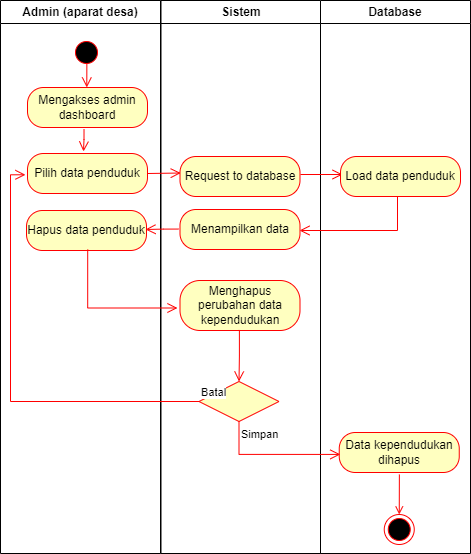 Admin (aparat desa)
Sistem
Database
Mengakses admin
dashboard
Pilih data penduduk
Request to database
Load data penduduk
Hapus data penduduk
Menampilkan data
Menghapus
perubahan data
kependudukan
Batal
Simpan
Data kependudukan
dihapus